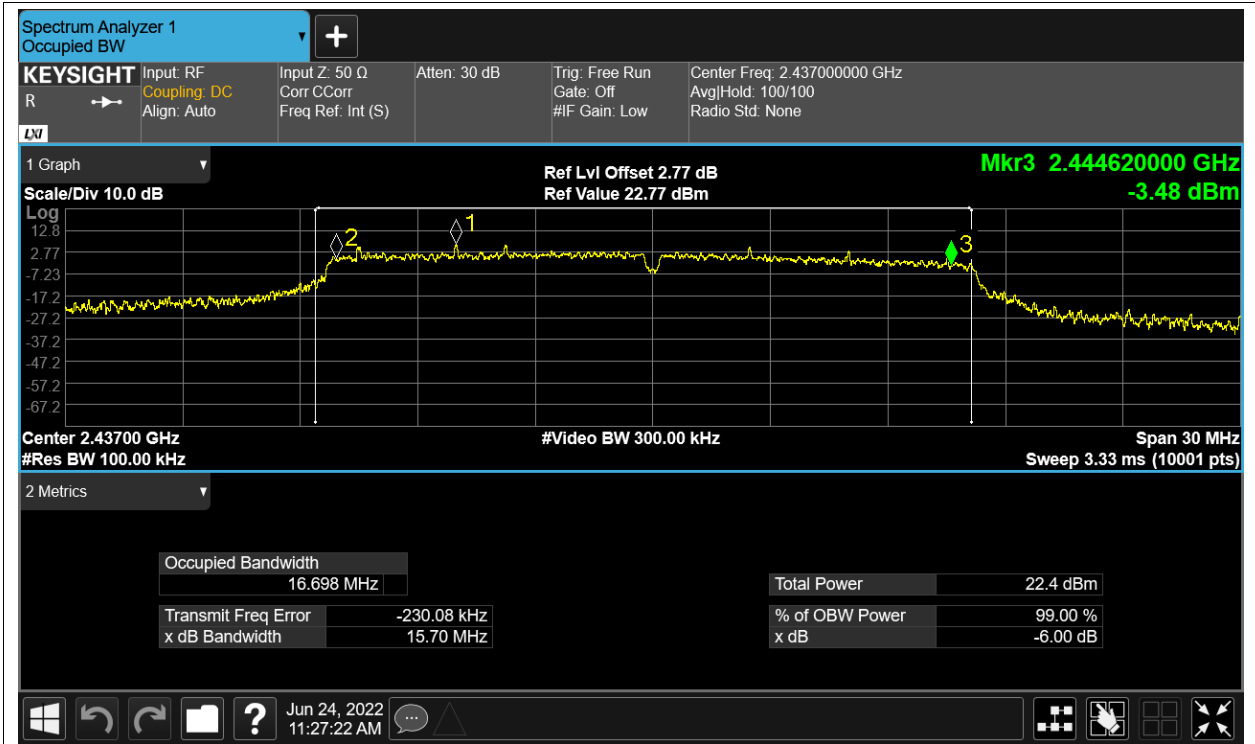 Spectrum Analyzer 1
Occupied BW
KEYSIGHT
R
LXI
Input: RF
Coupling: DC
Align: Auto
Input Z: 50 Ω
Corr CCorr
Freq Ref: Int (S)
Atten: 30 dB
Trig: Free Run
Gate: Off
#IF Gain: Low
Center Freq: 2.437000000 GHz
Avg|Hold: 100/100
Radio Std: None
1 Graph
Scale/Div 10.0 dB
Ref Lvl Offset 2.77 dB
Ref Value 22.77 dBm
Mkr3 2.444620000 GHz
-3.48 dBm
Log
12.8
2.77
-7.23
-17.2
-27.2
-37.2
-47.2
-57.2
-67.2
2
1
3
Center 2.43700 GHz
#Video BW 300.00 kHz
Span 30 MHz
#Res BW 100.00 kHz
Sweep 3.33 ms (10001 pts)
2 Metrics
Occupied Bandwidth
16.698 MHz
Transmit Freq Error -230.08 kHz
x dB Bandwidth 15.70 MHz
Total Power 22.4 dBm
% of OBW Power 99.00 %
x dB -6.00 dB
?
Jun 24, 2022
11:27:22 AM